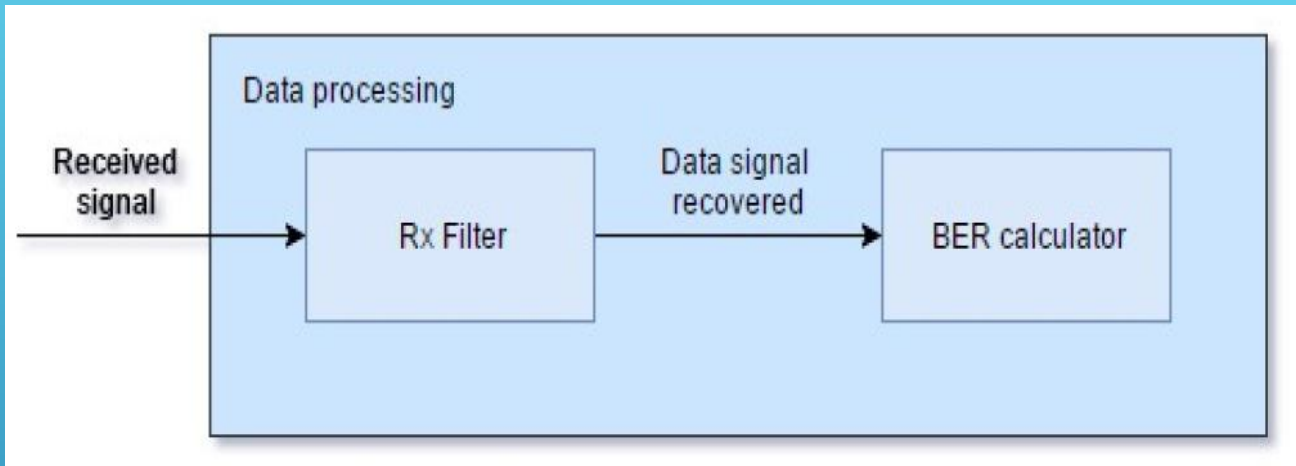 Data processing
Received
signal
Rx Filter
Data signal
recovered
BER calculator